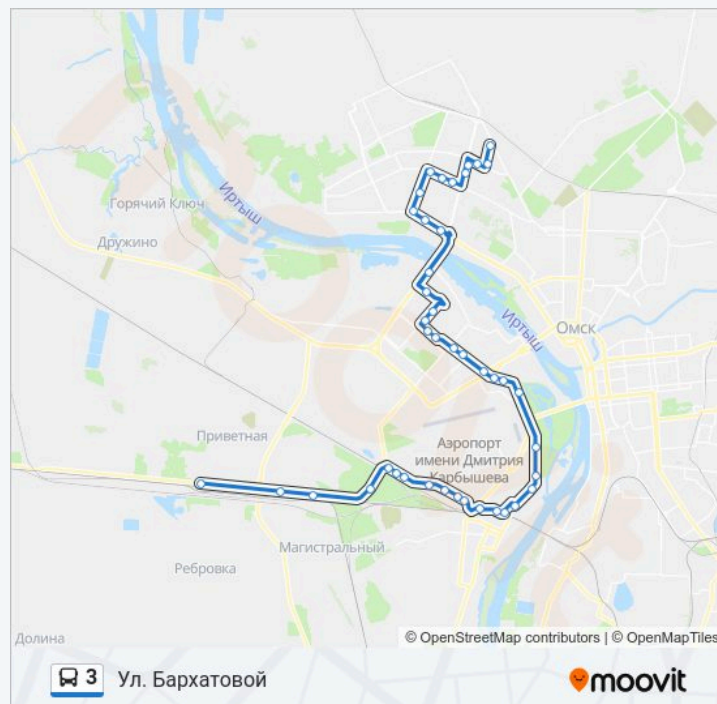 Иртыш
Горячий Ключ
Дружино
Иртыш
Омск
Аэропорт
имени Дмитрия
Карбышева
Приветная
Магистральный
Ребровка
Долина
© OpenStreetMap contributors | © OpenMapTiles
3 Ул. Бархатовой
moovit